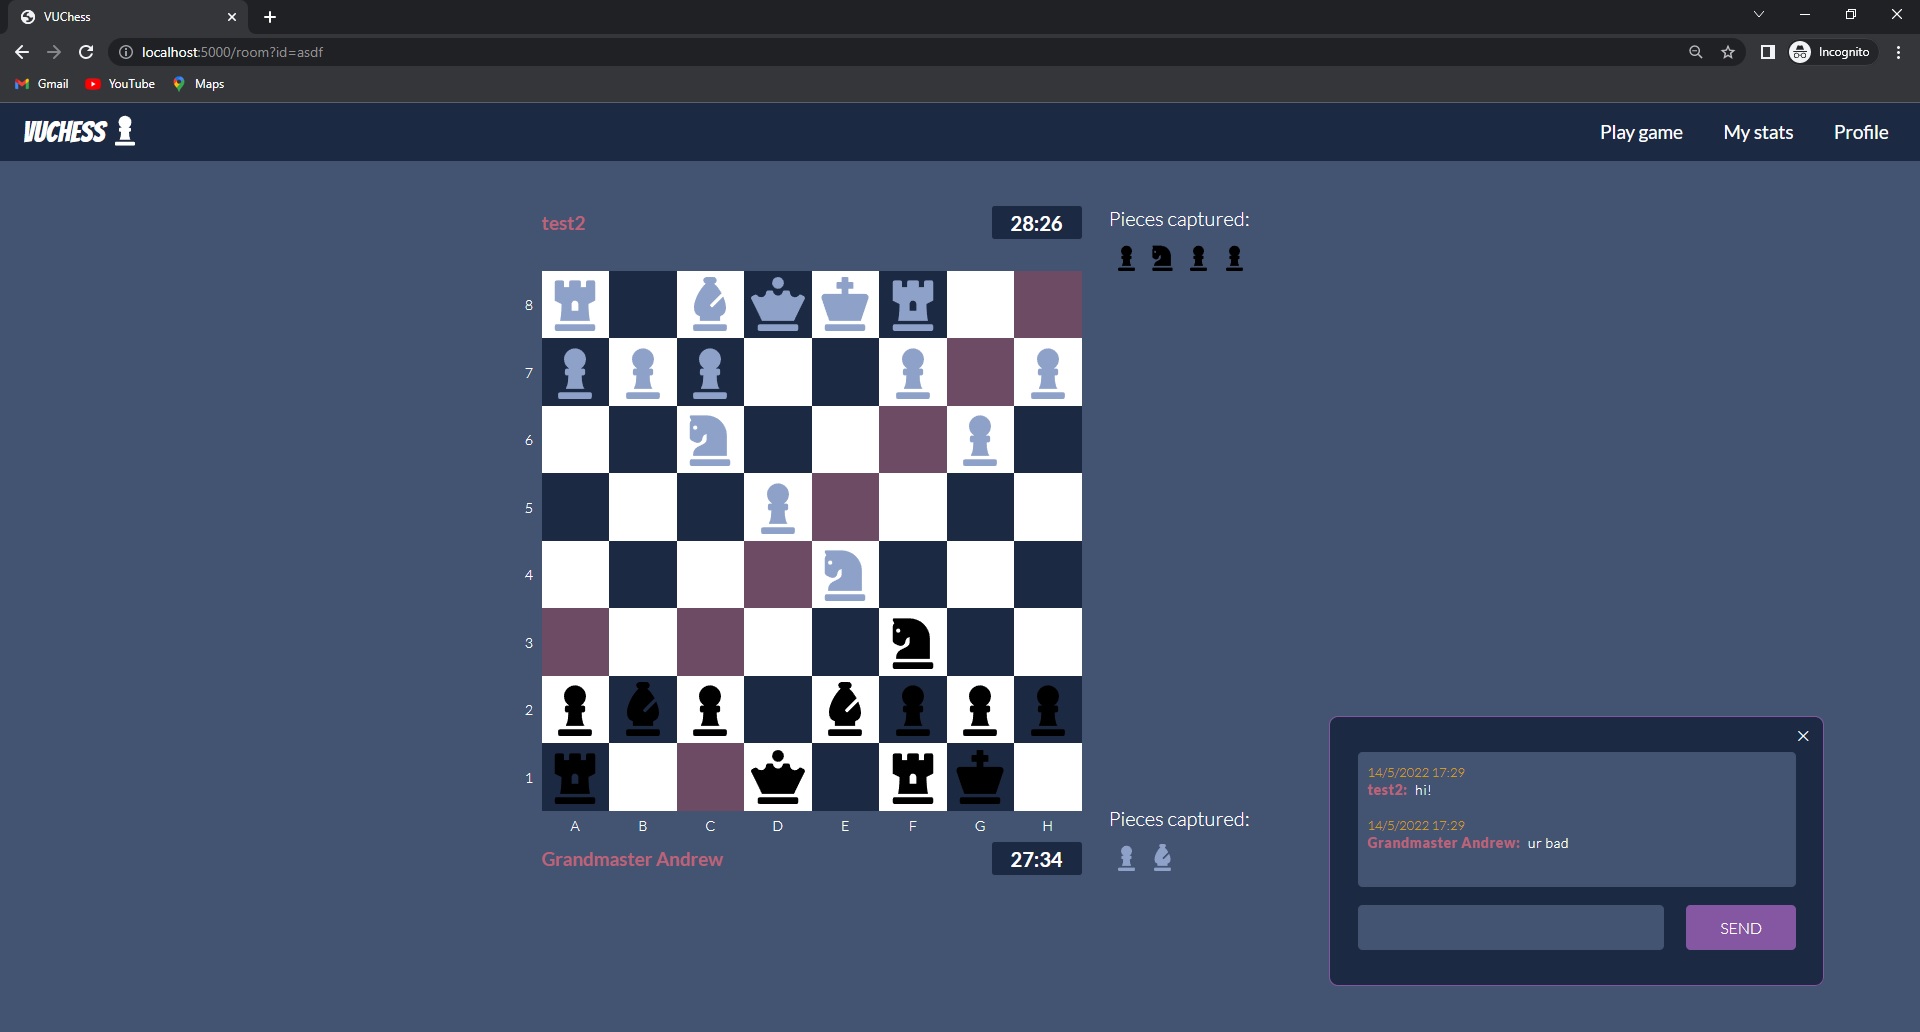 VUChess
localhost:5000/room?id=asdf
Incognito
Gmail
YouTube
Maps
VUCHESS
Play game
My stats
Profile
test2
28:26
Pieces captured:
8
7
6
5
4
3
2
1
A B C D E F G H
Grandmaster Andrew
27:34
Pieces captured:
14/5/2022 17:29
test2: hi!
14/5/2022 17:29
Grandmaster Andrew: ur bad
SEND